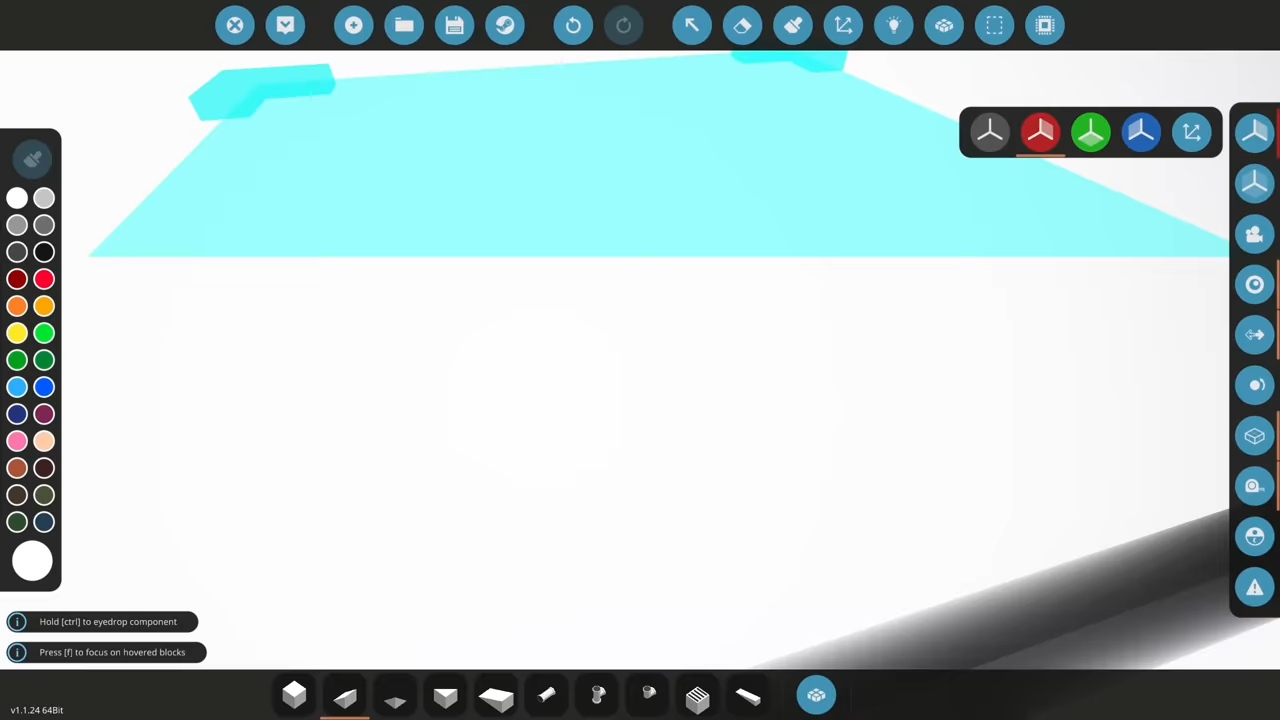 Hold [ctrl] to eyedrop component
Press [f] to focus on hovered blocks
v1.1.24 64Bit